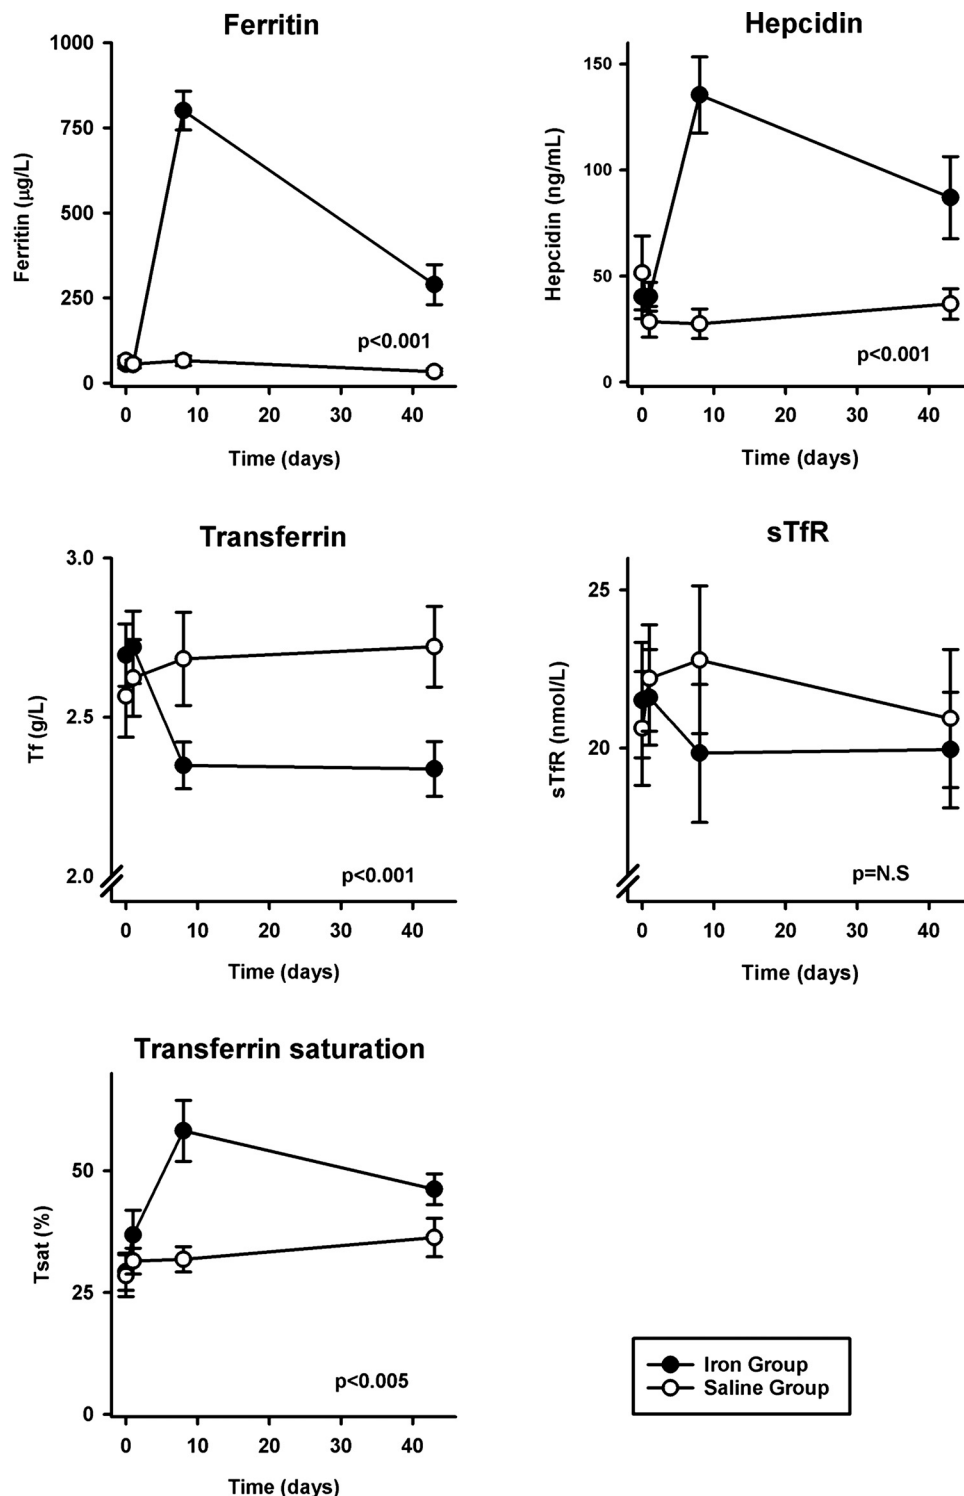 Ferritin
1000
750
500
250
0
Ferritin (μg/L)
p<0.001
0 10 20 30 40
Time (days)
Hepcidin
150
100
50
0
Hepcidin (ng/mL)
p<0.001
0 10 20 30 40
Time (days)
Transferrin
3.0
2.5
2.0
Tf (g/L)
p<0.001
0 10 20 30 40
Time (days)
sTfR
25
20
sTfR (nmol/L)
p=N.S
0 10 20 30 40
Time (days)
Transferrin saturation
50
25
0
Tsat (%)
p<0.005
0 10 20 30 40
Time (days)
Iron Group
Saline Group